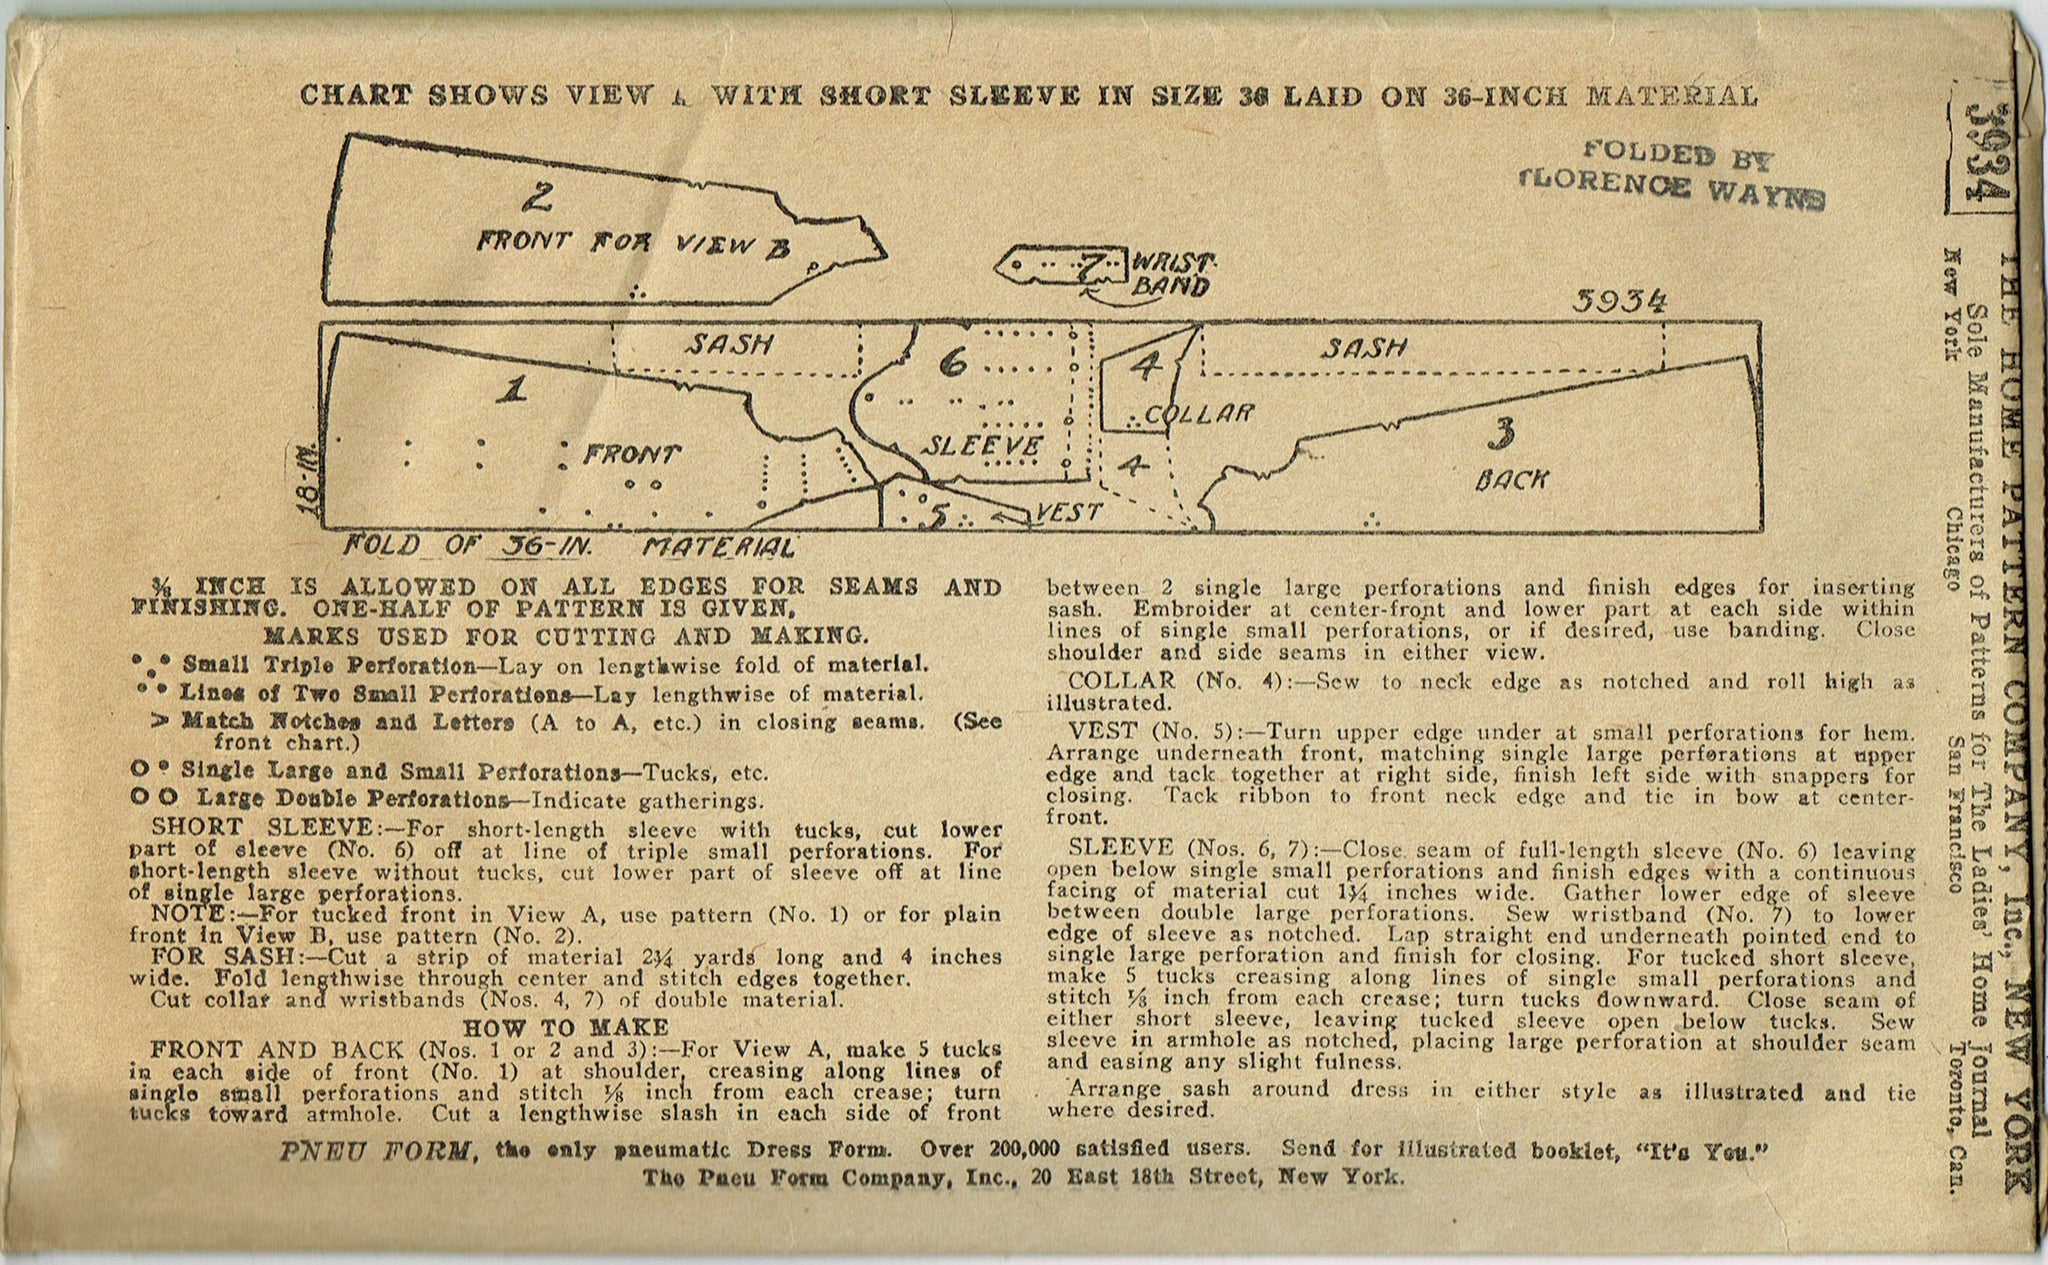 CHART SHOWS VIEW A WITH SHORT SLEEVE IN SIZE 36 LAID ON 36-INCH MATERIAL
FOLDED BY
FLORENCE WAYNS
2
FRONT FOR VIEW B
7
WRIST-
BAND
3934
SASH
6
4
SASH
1
COLLAR
3
FRONT
SLEEVE
4
BACK
18-IN.
5
VEST
FOLD OF 36-IN. MATERIAL
⅜ INCH IS ALLOWED ON ALL EDGES FOR SEAMS AND
FINISHING. ONE-HALF OF PATTERN IS GIVEN,
MARKS USED FOR CUTTING AND MAKING.
Small Triple Perforation—Lay on lengthwise fold of material.
Lines of Two Small Perforations—Lay lengthwise of material.
> Match Notches and Letters (A to A, etc.) in closing seams. (See
front chart.)
Single Large and Small Perforations—Tucks, etc.
Large Double Perforations—Indicate gatherings.
SHORT SLEEVE:—For short-length sleeve with tucks, cut lower
part of sleeve (No. 6) off at line of triple small perforations. For
short-length sleeve without tucks, cut lower part of sleeve off at line
of single large perforations.
NOTE:—For tucked front in View A, use pattern (No. 1) or for plain
front in View B, use pattern (No. 2).
FOR SASH:—Cut a strip of material 2¾ yards long and 4 inches
wide. Fold lengthwise through center and stitch edges together.
Cut collar and wristbands (Nos. 4, 7) of double material.
HOW TO MAKE
FRONT AND BACK (Nos. 1 or 2 and 3):—For View A, make 5 tucks
in each side of front (No. 1) at shoulder, creasing along lines of
single small perforations and stitch ⅛ inch from each crease; turn
tucks toward armhole. Cut a lengthwise slash in each side of front
between 2 single large perforations and finish edges for inserting
sash. Embroider at center-front and lower part at each side within
lines of single small perforations, or if desired, use banding. Close
shoulder and side seams in either view.
COLLAR (No. 4):—Sew to neck edge as notched and roll high as
illustrated.
VEST (No. 5):—Turn upper edge under at small perforations for hem.
Arrange underneath front, matching single large perforations at upper
edge and tack together at right side, finish left side with snappers for
closing. Tack ribbon to front neck edge and tie in bow at center-
front.
SLEEVE (Nos. 6, 7):—Close seam of full-length sleeve (No. 6) leaving
open below single small perforations and finish edges with a continuous
facing of material cut 1¾ inches wide. Gather lower edge of sleeve
between double large perforations. Sew wristband (No. 7) to lower
edge of sleeve as notched. Lap straight end underneath pointed end to
single large perforation and finish for closing. For tucked short sleeve,
make 5 tucks creasing along lines of single small perforations and
stitch ⅛ inch from each crease; turn tucks downward. Close seam of
either short sleeve, leaving tucked sleeve open below tucks. Sew
sleeve in armhole as notched, placing large perforation at shoulder seam
and easing any slight fulness.
Arrange sash around dress in either style as illustrated and tie
where desired.
PNEU FORM, the only pneumatic Dress Form. Over 200,000 satisfied users. Send for illustrated booklet, "It's You."
The Pneu Form Company, Inc., 20 East 18th Street, New York.
3934
THE HOME PATTERN COMPANY, Inc., NEW YORK
Sole Manufacturers of Patterns for The Ladies' Home Journal
New York Chicago San Francisco Toronto, Can.